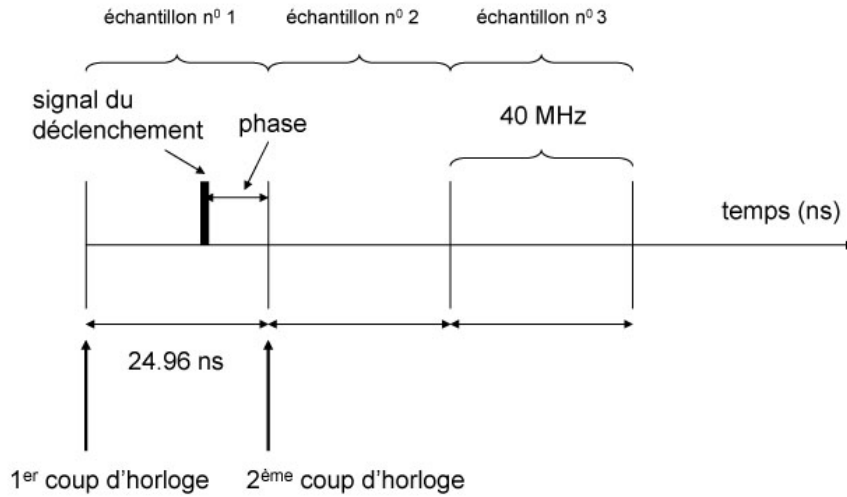 échantillon n⁰ 1
échantillon n⁰ 2
échantillon n⁰ 3
signal du
déclenchement
phase
40 MHz
temps (ns)
24.96 ns
1er coup d'horloge
2ème coup d'horloge